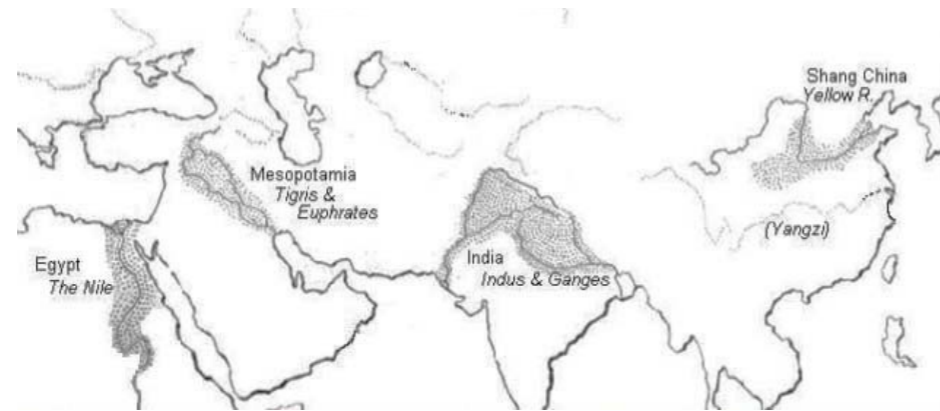 Shang China
Yellow R.
Mesopotamia
Tigris &
Euphrates
(Yangzi)
Egypt
The Nile
India
Indus & Ganges